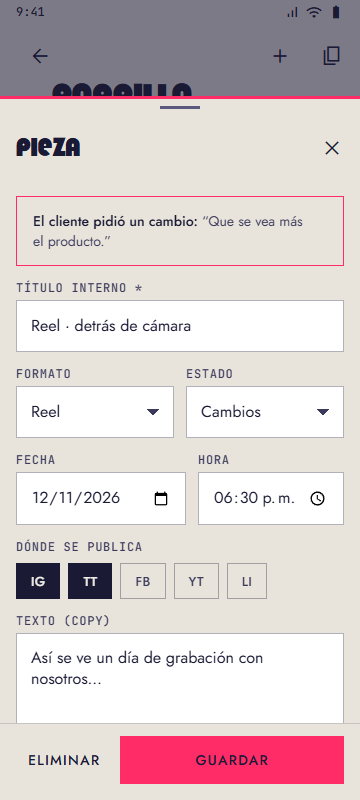 9:41
PIEZA
El cliente pidió un cambio: “Que se vea más
el producto.”
TÍTULO INTERNO *
Reel · detrás de cámara
FORMATO
ESTADO
Reel
Cambios
FECHA
HORA
12/11/2026
06:30 p. m.
DÓNDE SE PUBLICA
IG
TT
FB
YT
LI
TEXTO (COPY)
Así se ve un día de grabación con
nosotros…
ELIMINAR
GUARDAR